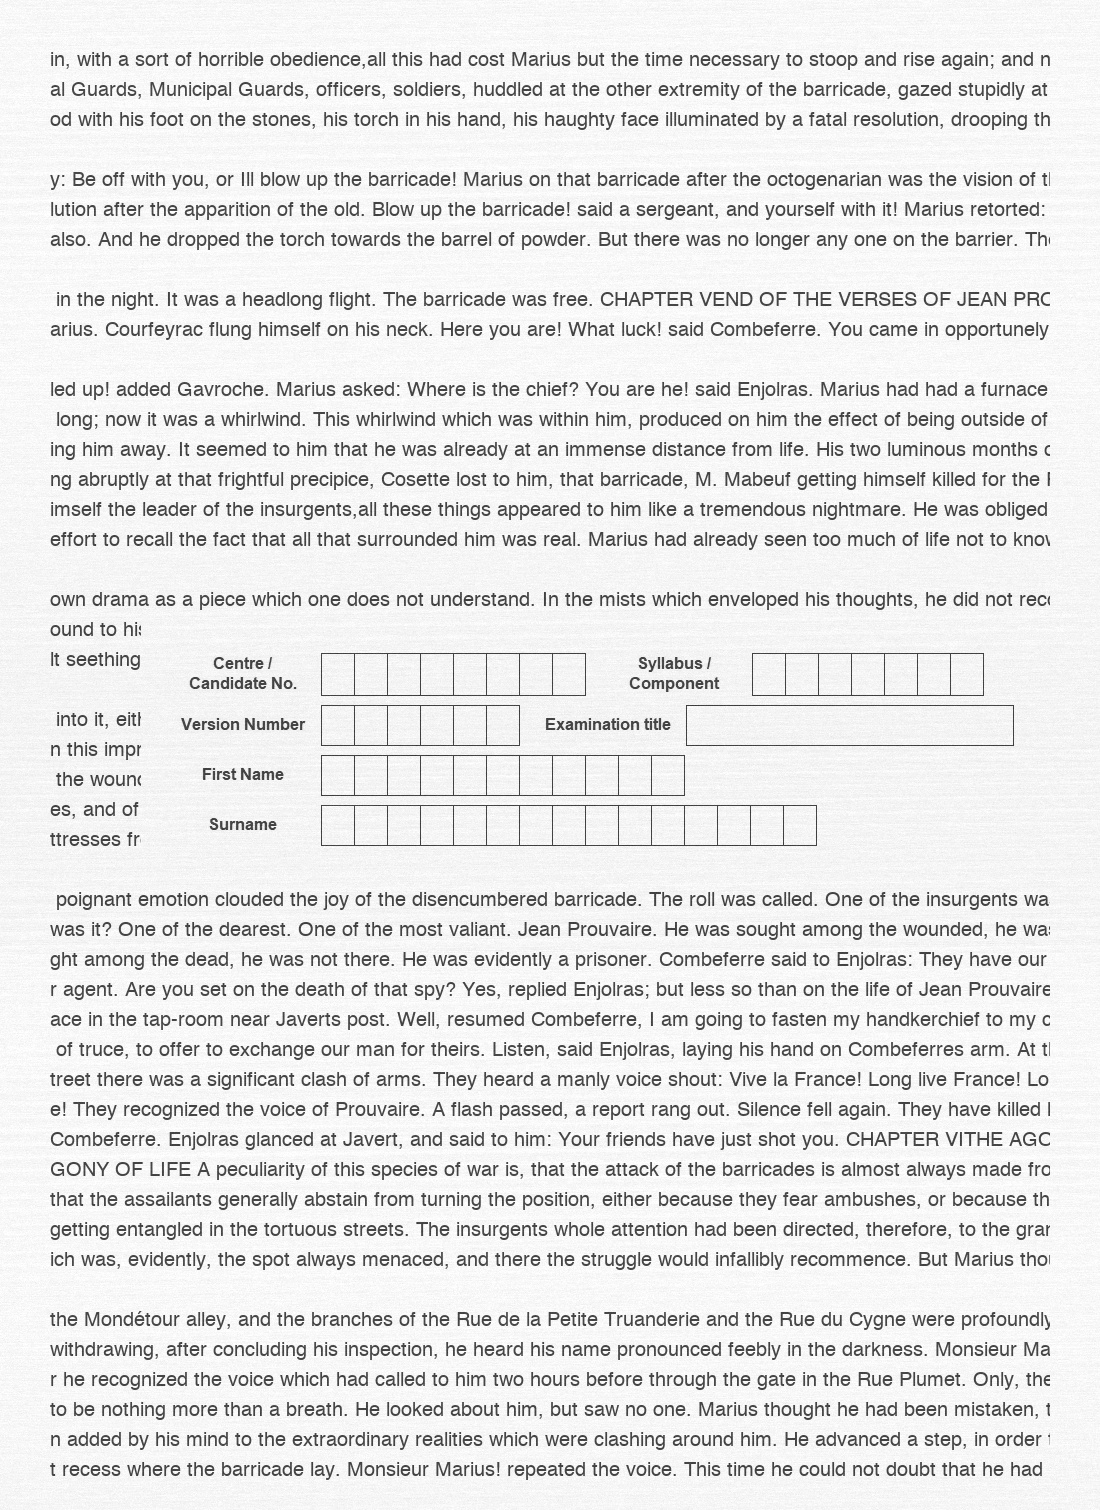 in, with a sort of horrible obedience,all this had cost Marius but the time necessary to stoop and rise again; and
al Guards, Municipal Guards, officers, soldiers, huddled at the other extremity of the barricade, gazed stupidly at
od with his foot on the stones, his torch in his hand, his haughty face illuminated by a fatal resolution, drooping
y: Be off with you, or Ill blow up the barricade! Marius on that barricade after the octogenarian was the vision of
lution after the apparition of the old. Blow up the barricade! said a sergeant, and yourself with it! Marius retorted:
also. And he dropped the torch towards the barrel of powder. But there was no longer any one on the barrier.
in the night. It was a headlong flight. The barricade was free. CHAPTER VEND OF THE VERSES OF JEAN
arius. Courfeyrac flung himself on his neck. Here you are! What luck! said Combeferre. You came in opportunely
led up! added Gavroche. Marius asked: Where is the chief? You are he! said Enjolras. Marius had had a furnace
long; now it was a whirlwind. This whirlwind which was within him, produced on him the effect of being outside of
ing him away. It seemed to him that he was already at an immense distance from life. His two luminous months
ng abruptly at that frightful precipice, Cosette lost to him, that barricade, M. Mabeuf getting himself killed for the
imself the leader of the insurgents,all these things appeared to him like a tremendous nightmare. He was obliged
effort to recall the fact that all that surrounded him was real. Marius had already seen too much of life not to
own drama as a piece which one does not understand. In the mists which enveloped his thoughts, he did not
ound to
lt seething
Centre /
Candidate No.
Syllabus /
Component
into it,
Version Number
Examination title
n this
the
First Name
es, and of
Surname
ttresses
poignant emotion clouded the joy of the disencumbered barricade. The roll was called. One of the insurgents wa
was it? One of the dearest. One of the most valiant. Jean Prouvaire. He was sought among the wounded, he
ght among the dead, he was not there. He was evidently a prisoner. Combeferre said to Enjolras: They have our
r agent. Are you set on the death of that spy? Yes, replied Enjolras; but less so than on the life of Jean Prouvaire
ace in the tap-room near Javerts post. Well, resumed Combeferre, I am going to fasten my handkerchief to my
of truce, to offer to exchange our man for theirs. Listen, said Enjolras, laying his hand on Combeferres arm. At
treet there was a significant clash of arms. They heard a manly voice shout: Vive la France! Long live France! Lo
e! They recognized the voice of Prouvaire. A flash passed, a report rang out. Silence fell again. They have killed
Combeferre. Enjolras glanced at Javert, and said to him: Your friends have just shot you. CHAPTER VITHE
GONY OF LIFE A peculiarity of this species of war is, that the attack of the barricades is almost always made fro
that the assailants generally abstain from turning the position, either because they fear ambushes, or because th
getting entangled in the tortuous streets. The insurgents whole attention had been directed, therefore, to the
ich was, evidently, the spot always menaced, and there the struggle would infallibly recommence. But Marius
the Mondétour alley, and the branches of the Rue de la Petite Truanderie and the Rue du Cygne were profoundly
withdrawing, after concluding his inspection, he heard his name pronounced feebly in the darkness. Monsieur Ma
r he recognized the voice which had called to him two hours before through the gate in the Rue Plumet. Only, the
to be nothing more than a breath. He looked about him, but saw no one. Marius thought he had been mistaken,
n added by his mind to the extraordinary realities which were clashing around him. He advanced a step, in order
t recess where the barricade lay. Monsieur Marius! repeated the voice. This time he could not doubt that he had